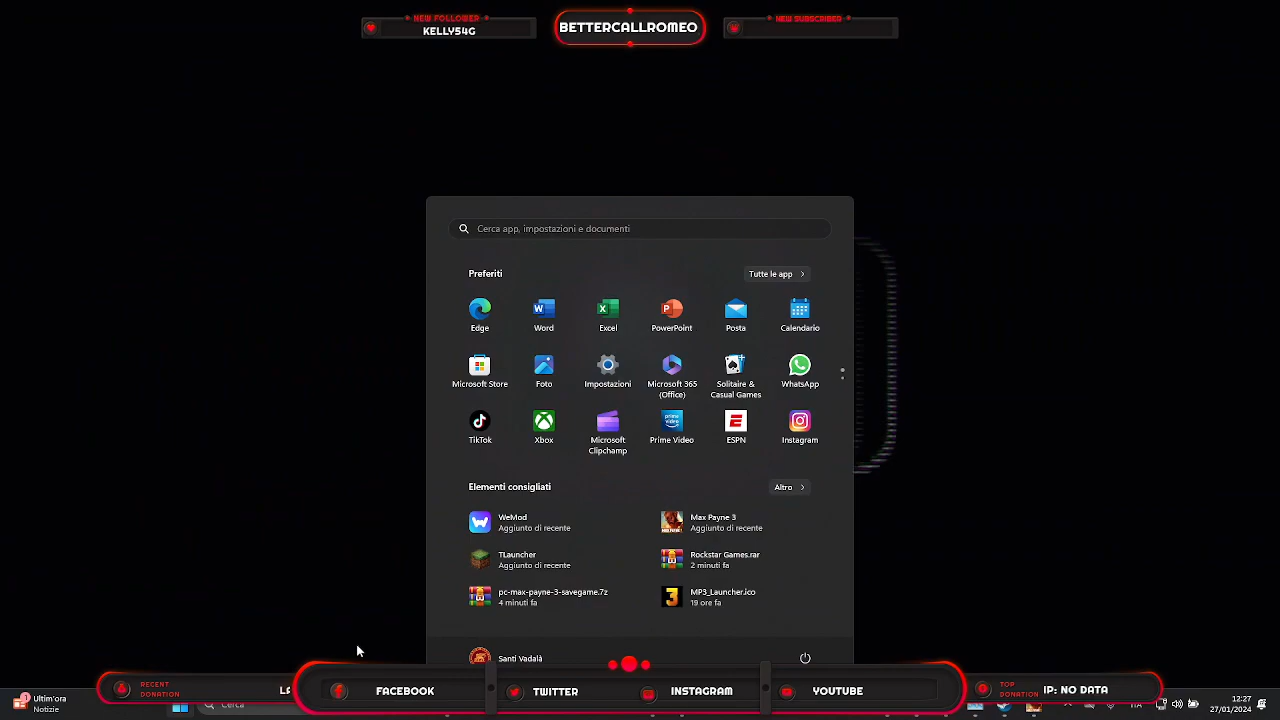 NEW FOLLOWER
KELLY54G
BETTERCALLROMEO
NEW SUBSCRIBER
Cerca app, impostazioni e documenti
Preferiti
Tutte le app
Edge
Word
Excel
PowerPoint
Posta
Calendario
Microsoft Store
Foto
Impostazioni
Microsoft 365
(Office)
Solitaire &
Casual Games
WhatsApp
TikTok
Xbox
Microsoft
Clipchamp
Prime Video
ESPN
Instagram
Elementi consigliati
Altro
WeMod
Aggiunto di recente
Max Payne 3
Aggiunto di recente
TLauncher
Aggiunto di recente
Rockstar Games.rar
2 minuti fa
pc-max-payne-3-savegame.7z
4 minuti fa
MP3_Launcher.ico
19 ore fa
Santi Vadalà
RECENT
DONATION
LA
FACEBOOK
TWITTER
INSTAGRAM
YOUTUBE
TOP
DONATION
IP: NO DATA
Ultim'ora
Notizie
Cerca
12:27
27/01/2024